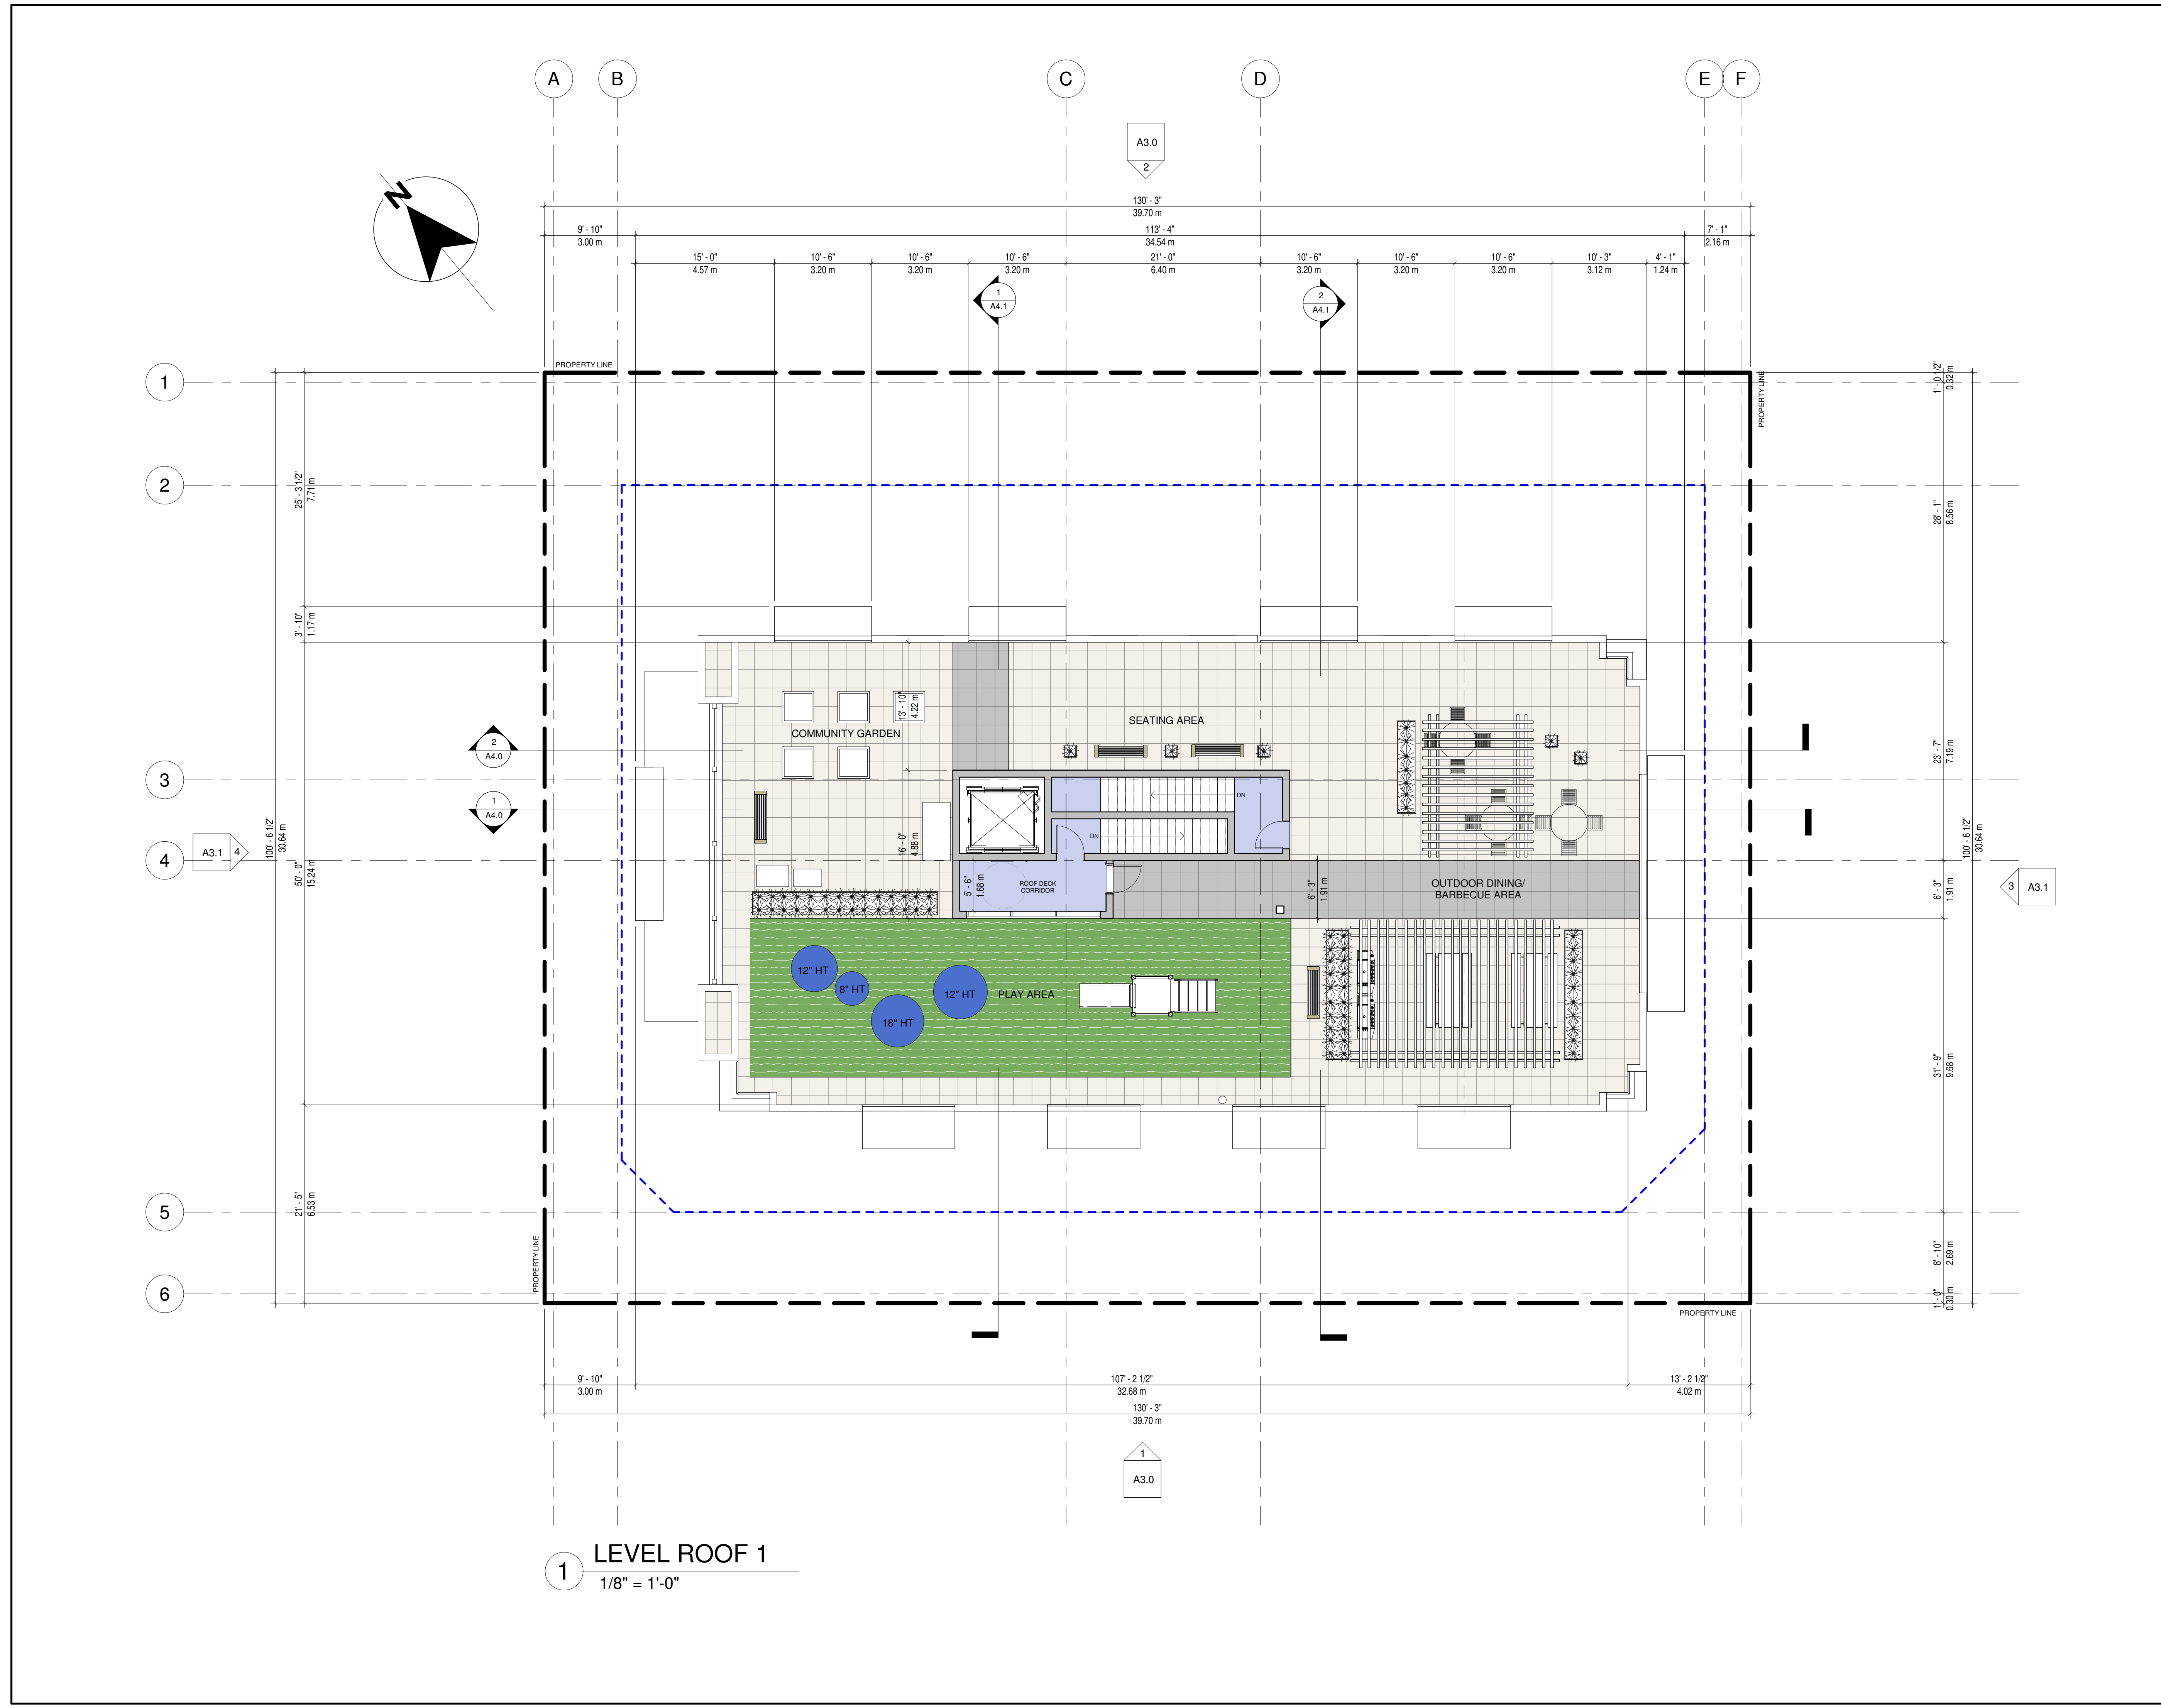 A
B
C
D
E
F
A3.0
2
130' - 3"
39.70 m
9' - 10"
3.00 m
113' - 4"
34.54 m
7' - 1"
2.16 m
15' - 0"
4.57 m
10' - 6"
3.20 m
10' - 6"
3.20 m
10' - 6"
3.20 m
21' - 0"
6.40 m
10' - 6"
3.20 m
10' - 6"
3.20 m
10' - 6"
3.20 m
10' - 3"
3.12 m
4' - 1"
1.24 m
N
1
A4.1
2
A4.1
PROPERTY LINE
PROPERTY LINE
1
2
3
4
5
6
1' - 0 1/2"
0.32 m
25' - 3 1/2"
7.71 m
28' - 1"
8.56 m
3' - 10"
1.17 m
13' - 10"
4.22 m
COMMUNITY GARDEN
SEATING AREA
2
A4.0
1
A4.0
23' - 7"
7.19 m
DN
DN
A3.1
4
100' - 6 1/2"
30.64 m
50' - 0"
15.24 m
16' - 0"
4.88 m
5' - 6"
1.68 m
ROOF DECK
CORRIDOR
6' - 3"
1.91 m
OUTDOOR DINING/
BARBECUE AREA
6' - 3"
1.91 m
100' - 6 1/2"
30.64 m
3
A3.1
12" HT
8" HT
18" HT
12" HT
PLAY AREA
31' - 9"
9.68 m
21' - 5"
6.53 m
8' - 10"
2.69 m
1' - 0"
0.30 m
PROPERTY LINE
PROPERTY LINE
9' - 10"
3.00 m
107' - 2 1/2"
32.68 m
13' - 2 1/2"
4.02 m
130' - 3"
39.70 m
1
A3.0
1
LEVEL ROOF 1
1/8" = 1'-0"